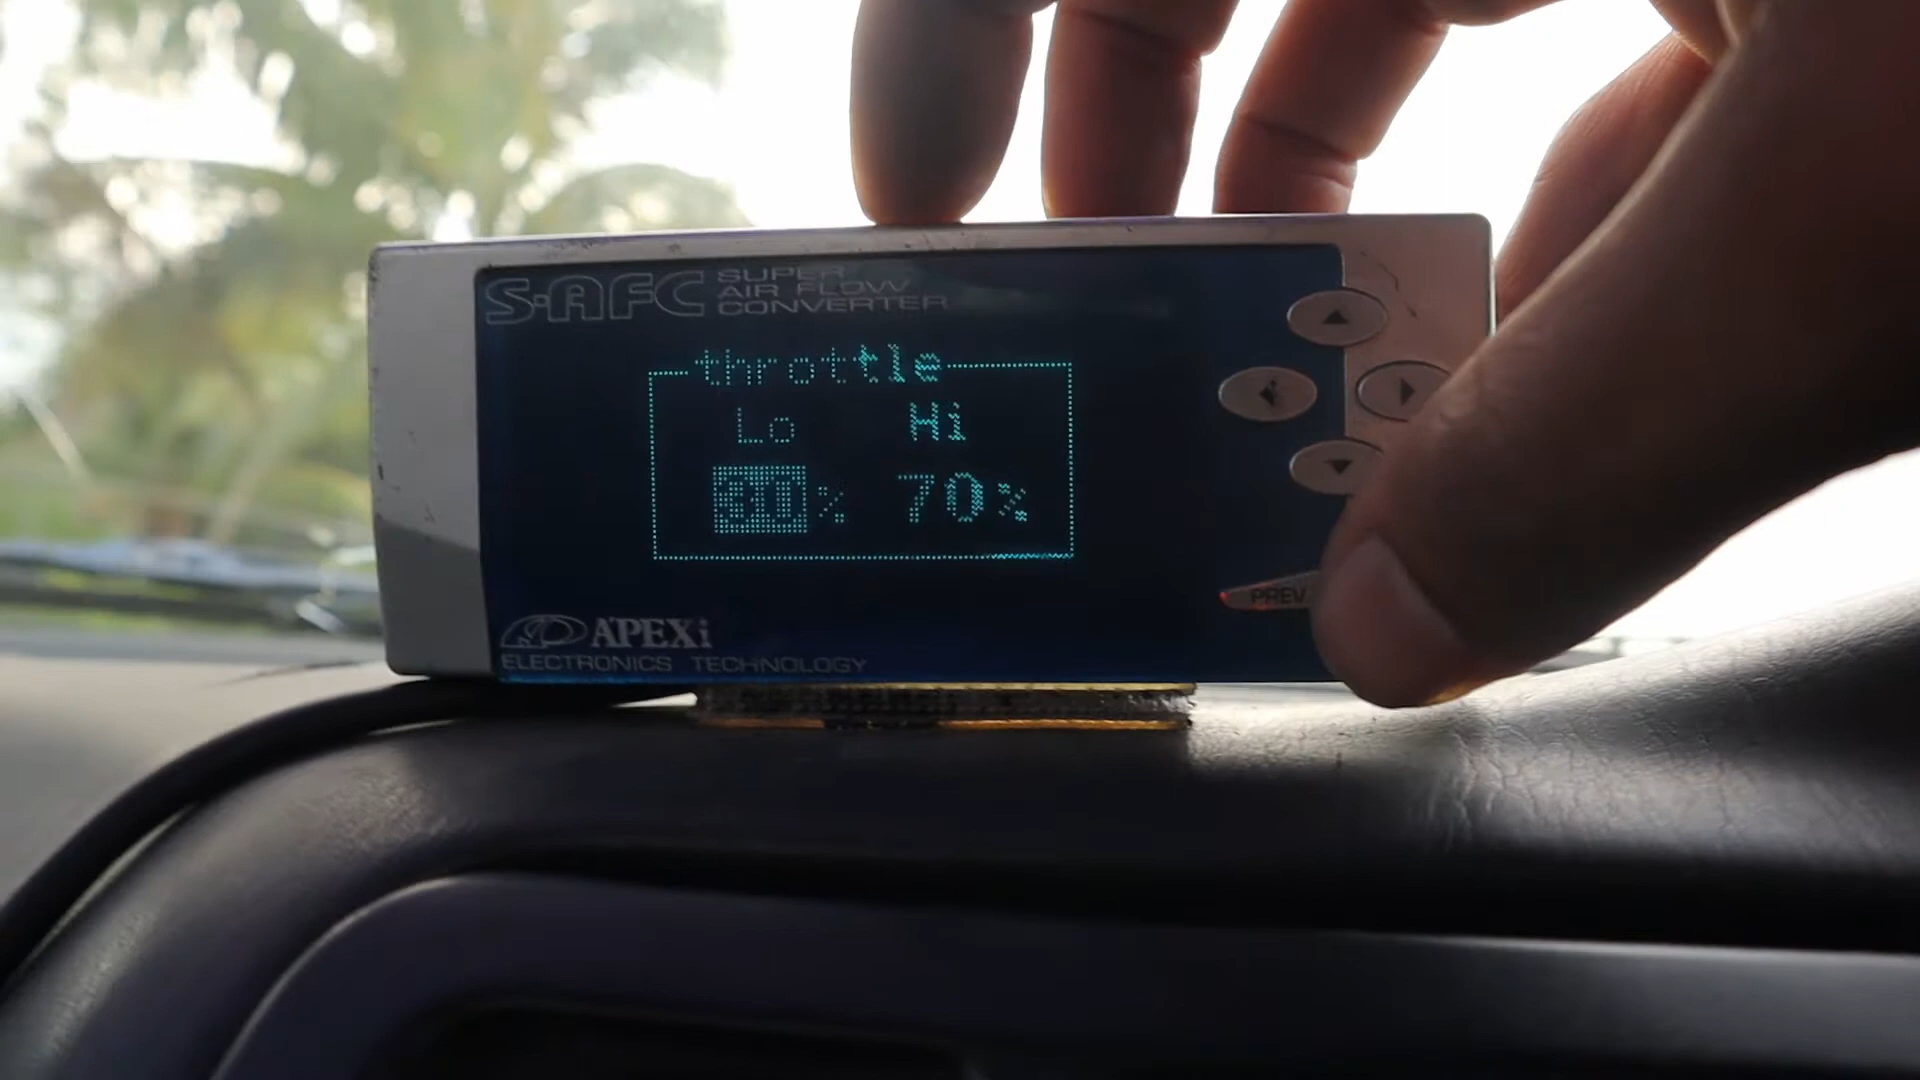 S-AFC SUPER
AIR FLOW
CONVERTER
throttle
Lo Hi
% 70%
PREV
APEXi
ELECTRONICS TECHNOLOGY